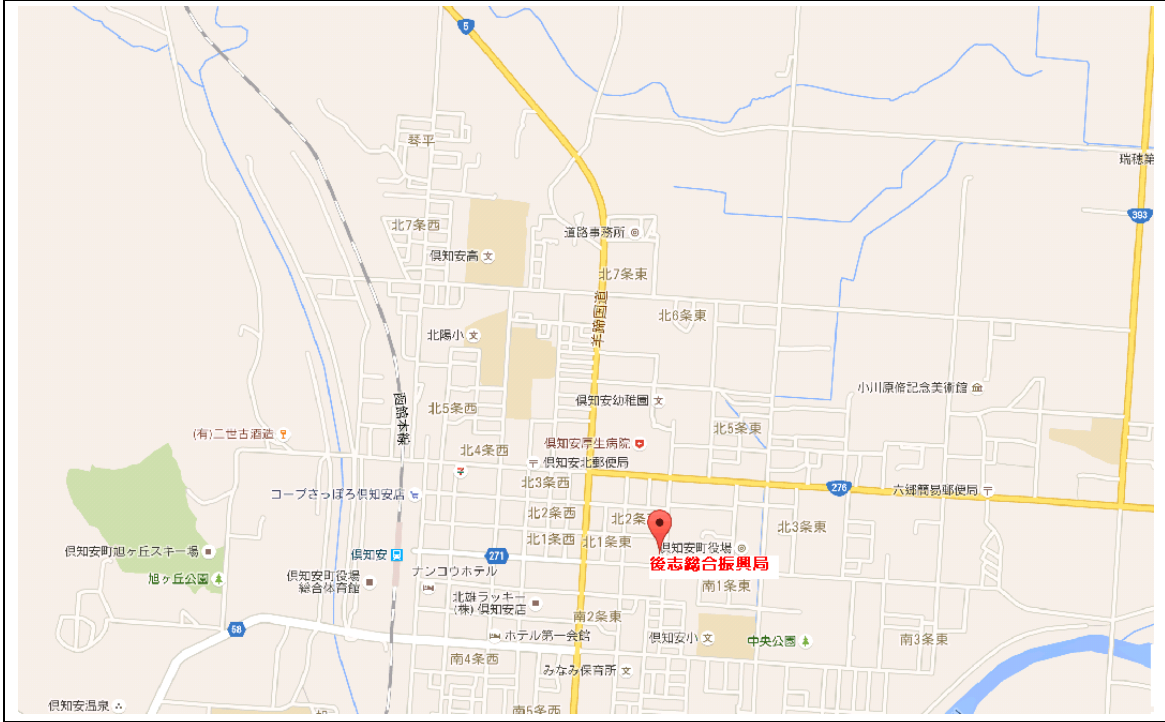 5
琴平
瑞穂第
393
北7条西
道路事務所
倶知安高
北7条東
羊蹄国道
北6条東
北陽小
小川原脩記念美術館
函館本線
倶知安幼稚園
北5条西
北5条東
(有)二世古酒造
倶知安厚生病院
北4条西
倶知安北郵便局
7
北3条西
276
六郷簡易郵便局
コープさっぽろ倶知安店
北2条西
北2条
北3条東
北1条西
北1条東
倶知安町役場
倶知安町旭ヶ丘スキー場
倶知安
271
後志総合振興局
旭ヶ丘公園
倶知安町役場
総合体育館
ナンコウホテル
南1条東
北雄ラッキー
(株)倶知安店
南2条東
58
ホテル第一会館
倶知安小
中央公園
南3条東
南4条西
みなみ保育所
倶知安温泉
南5条西